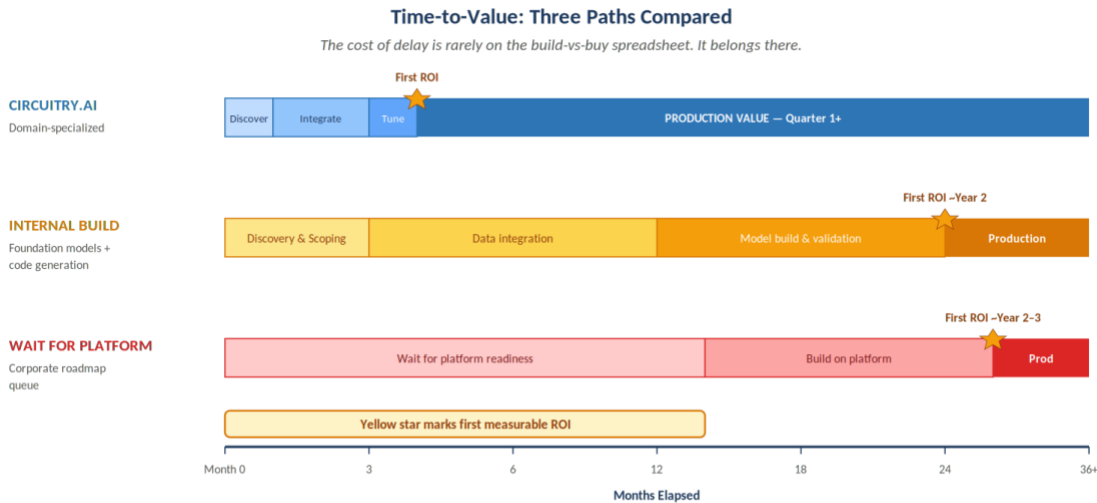 Time-to-Value: Three Paths Compared
The cost of delay is rarely on the build-vs-buy spreadsheet. It belongs there.
First ROI
CIRCUITRY.AI
Domain-specialized
Discover
Integrate
Tune
PRODUCTION VALUE — Quarter 1+
First ROI ~Year 2
INTERNAL BUILD
Foundation models +
code generation
Discovery & Scoping
Data integration
Model build & validation
Production
First ROI ~Year 2–3
WAIT FOR PLATFORM
Corporate roadmap
queue
Wait for platform readiness
Build on platform
Prod
Yellow star marks first measurable ROI
Month 0
3
6
12
18
24
36+
Months Elapsed